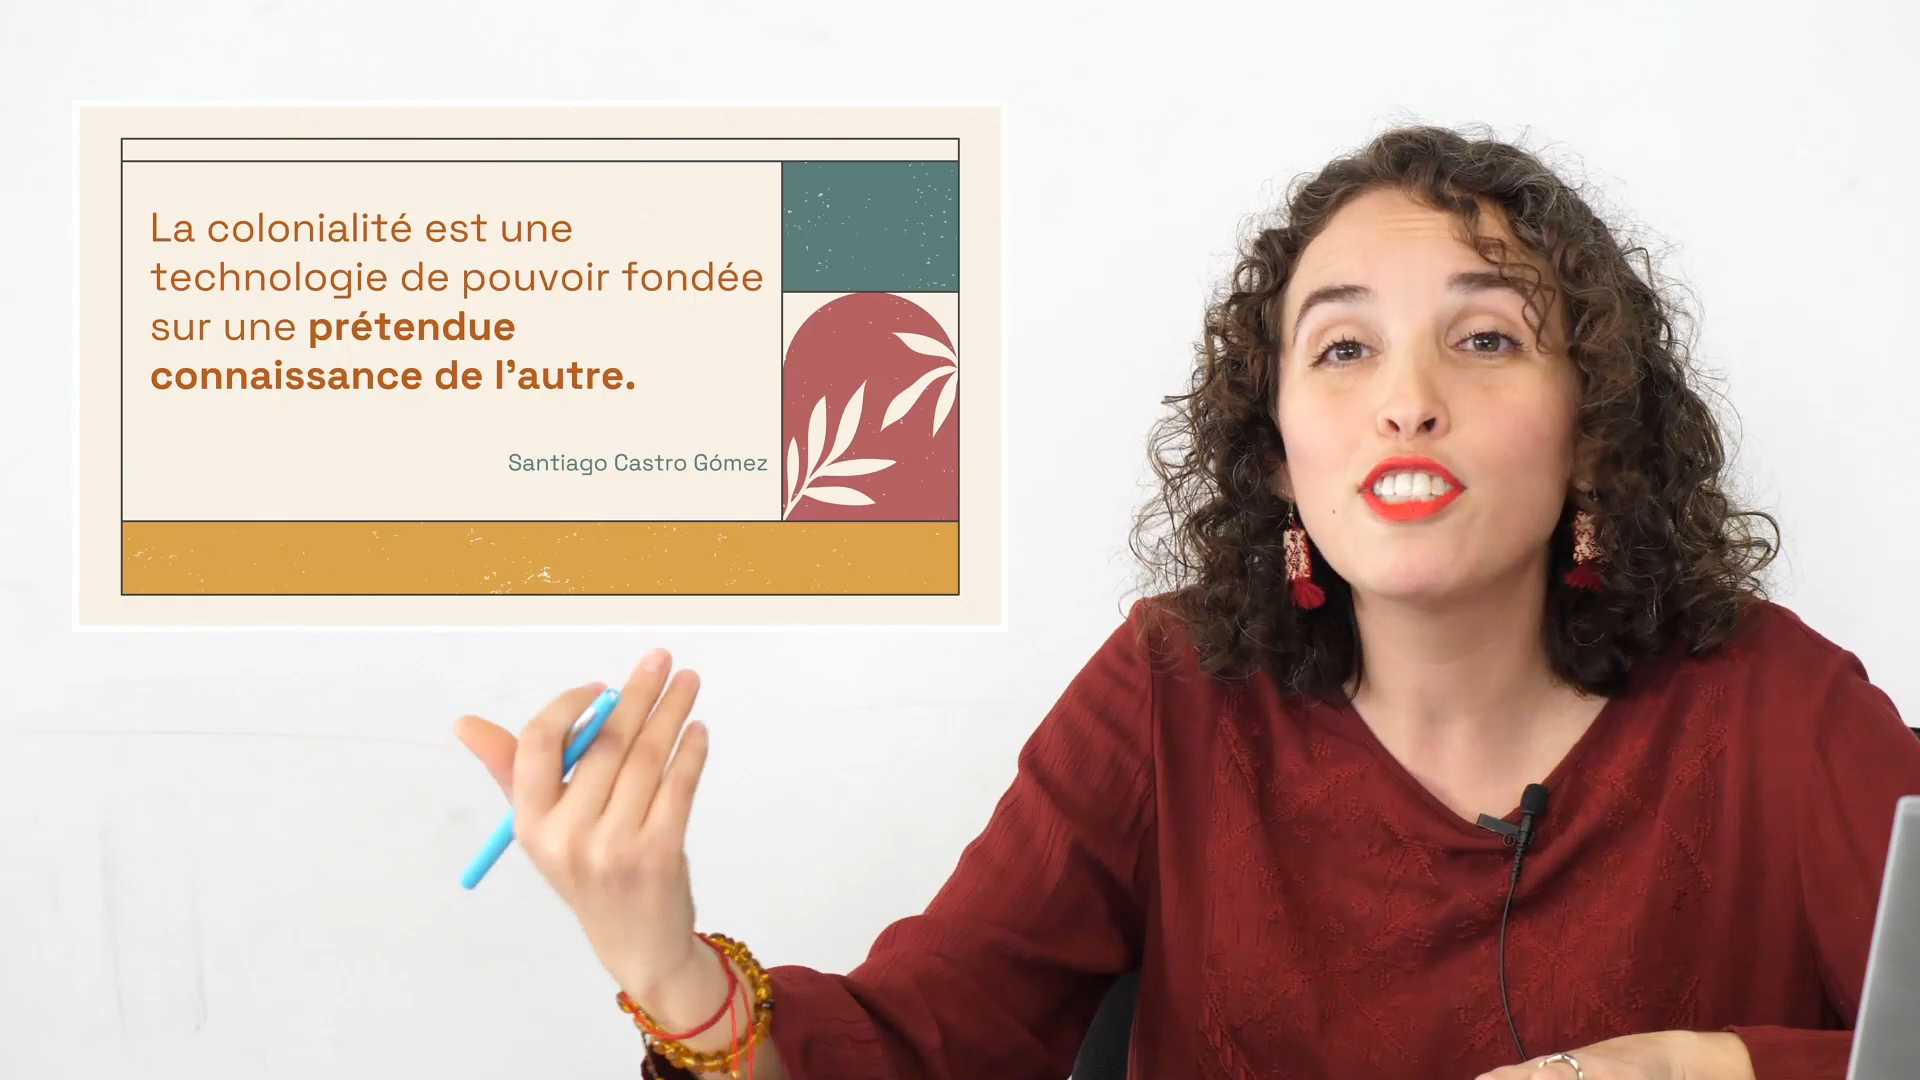 La colonialité est une
technologie de pouvoir fondée
sur une prétendue
connaissance de l'autre.
Santiago Castro Gómez